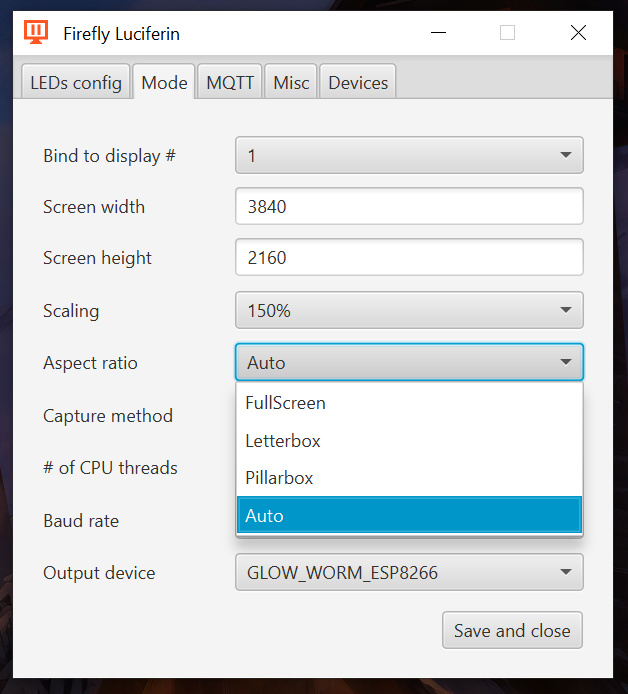 Firefly Luciferin
LEDs config Mode MQTT Misc Devices
Bind to display # 1
Screen width 3840
Screen height 2160
Scaling 150%
Aspect ratio Auto
FullScreen
Capture method
Letterbox
# of CPU threads
Pillarbox
Baud rate
Auto
Output device GLOW_WORM_ESP8266
Save and close